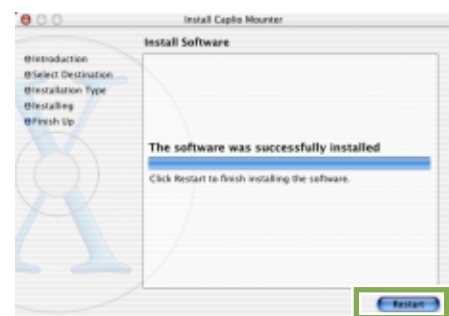 Install Caplio Mounter
Install Software
Introduction
Select Destination
Installation Type
Installing
Finish Up
The software was successfully installed
Click Restart to finish installing the software.
Restart